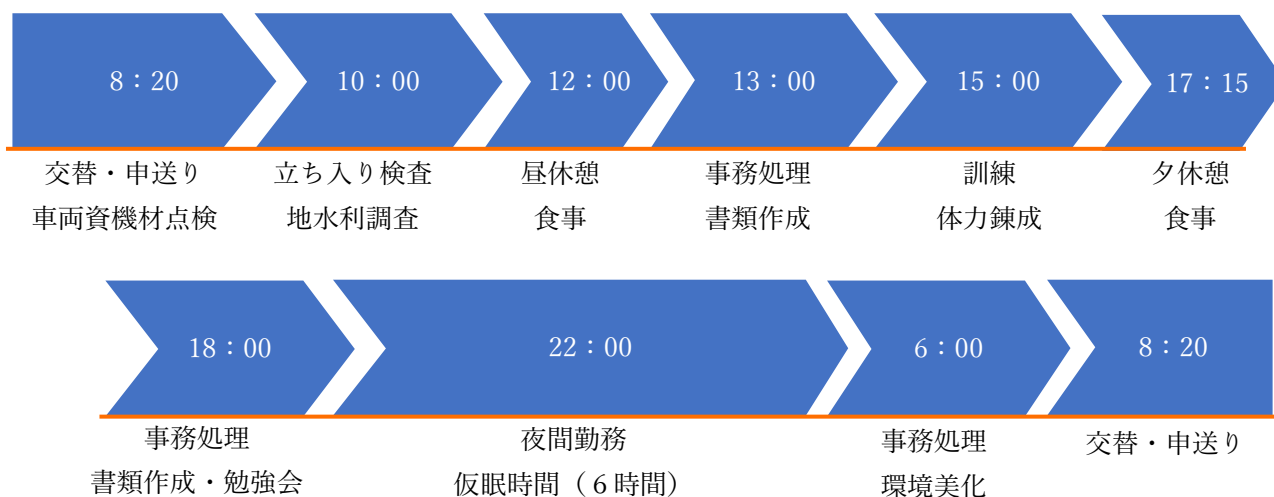 8：20 10：00 12：00 13：00 15：00 17：15
交替・申送り 立ち入り検査 昼休憩 事務処理 訓練 夕休憩
車両資機材点検 地水利調査 食事 書類作成 体力錬成 食事
18：00 22：00 6：00 8：20
事務処理 夜間勤務 事務処理 交替・申送り
書類作成・勉強会 仮眠時間（６時間） 環境美化